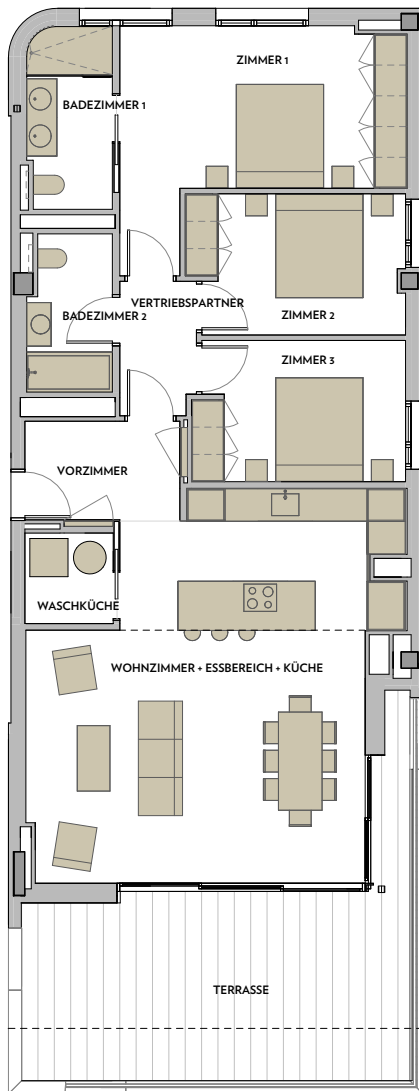 ZIMMER 1
BADEZIMMER 1
VERTRIEBSPARTNER
BADEZIMMER 2
ZIMMER 2
ZIMMER 3
VORZIMMER
WASCHKÜCHE
WOHNZIMMER + ESSBEREICH + KÜCHE
TERRASSE